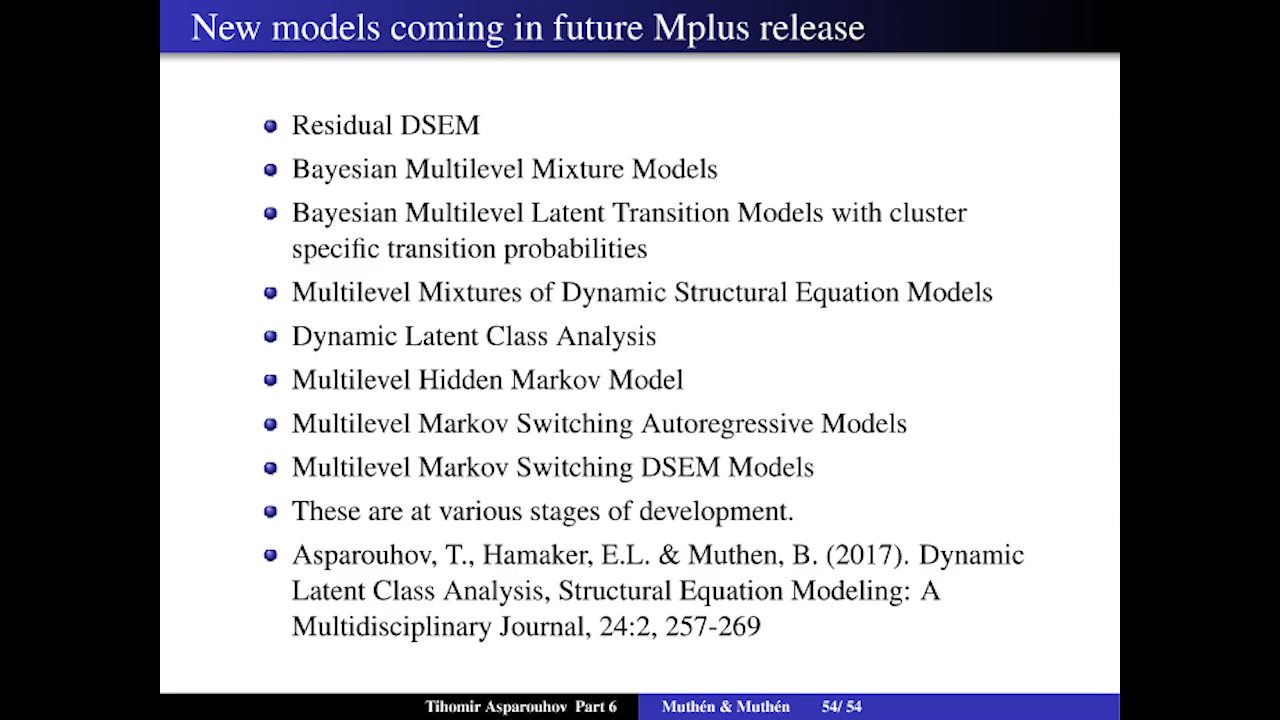 New models coming in future Mplus release
Residual DSEM
Bayesian Multilevel Mixture Models
Bayesian Multilevel Latent Transition Models with cluster
specific transition probabilities
Multilevel Mixtures of Dynamic Structural Equation Models
Dynamic Latent Class Analysis
Multilevel Hidden Markov Model
Multilevel Markov Switching Autoregressive Models
Multilevel Markov Switching DSEM Models
These are at various stages of development.
Asparouhov, T., Hamaker, E.L. & Muthen, B. (2017). Dynamic
Latent Class Analysis, Structural Equation Modeling: A
Multidisciplinary Journal, 24:2, 257-269
Tihomir Asparouhov Part 6 Muthén & Muthén 54/ 54